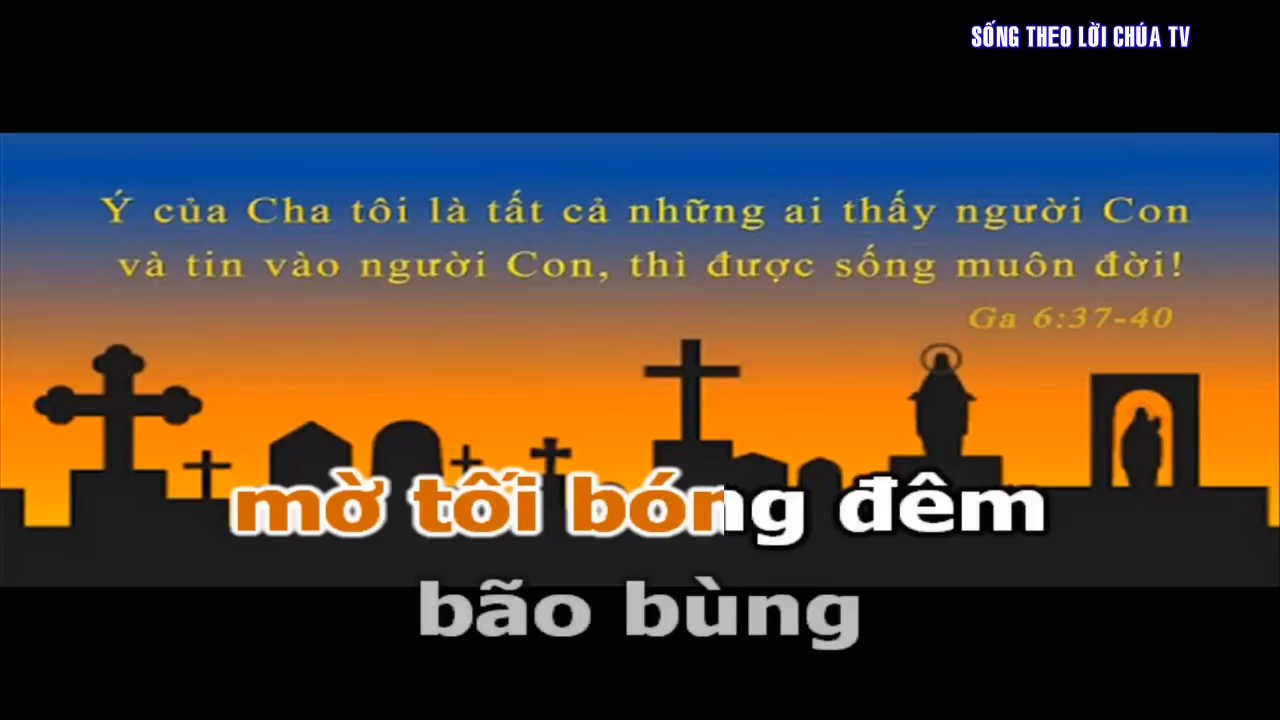 SỐNG THEO LỜI CHÚA TV
Ý của Cha tôi là tất cả những ai thấy người Con
và tin vào người Con, thì được sống muôn đời!
Ga 6:37-40
mờ tối bóng đêm
bão bùng